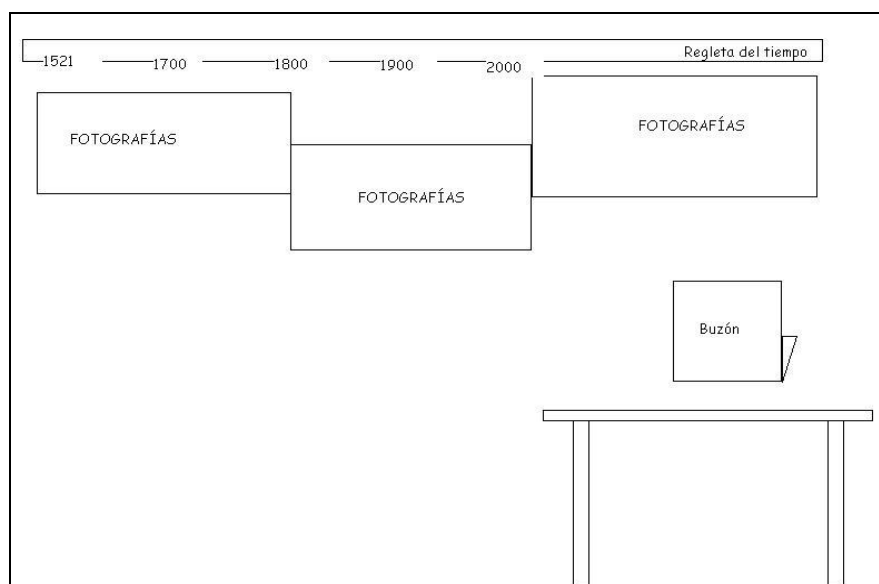 Regleta del tiempo
1521 1700 1800 1900 2000
FOTOGRAFÍAS
FOTOGRAFÍAS
FOTOGRAFÍAS
Buzón